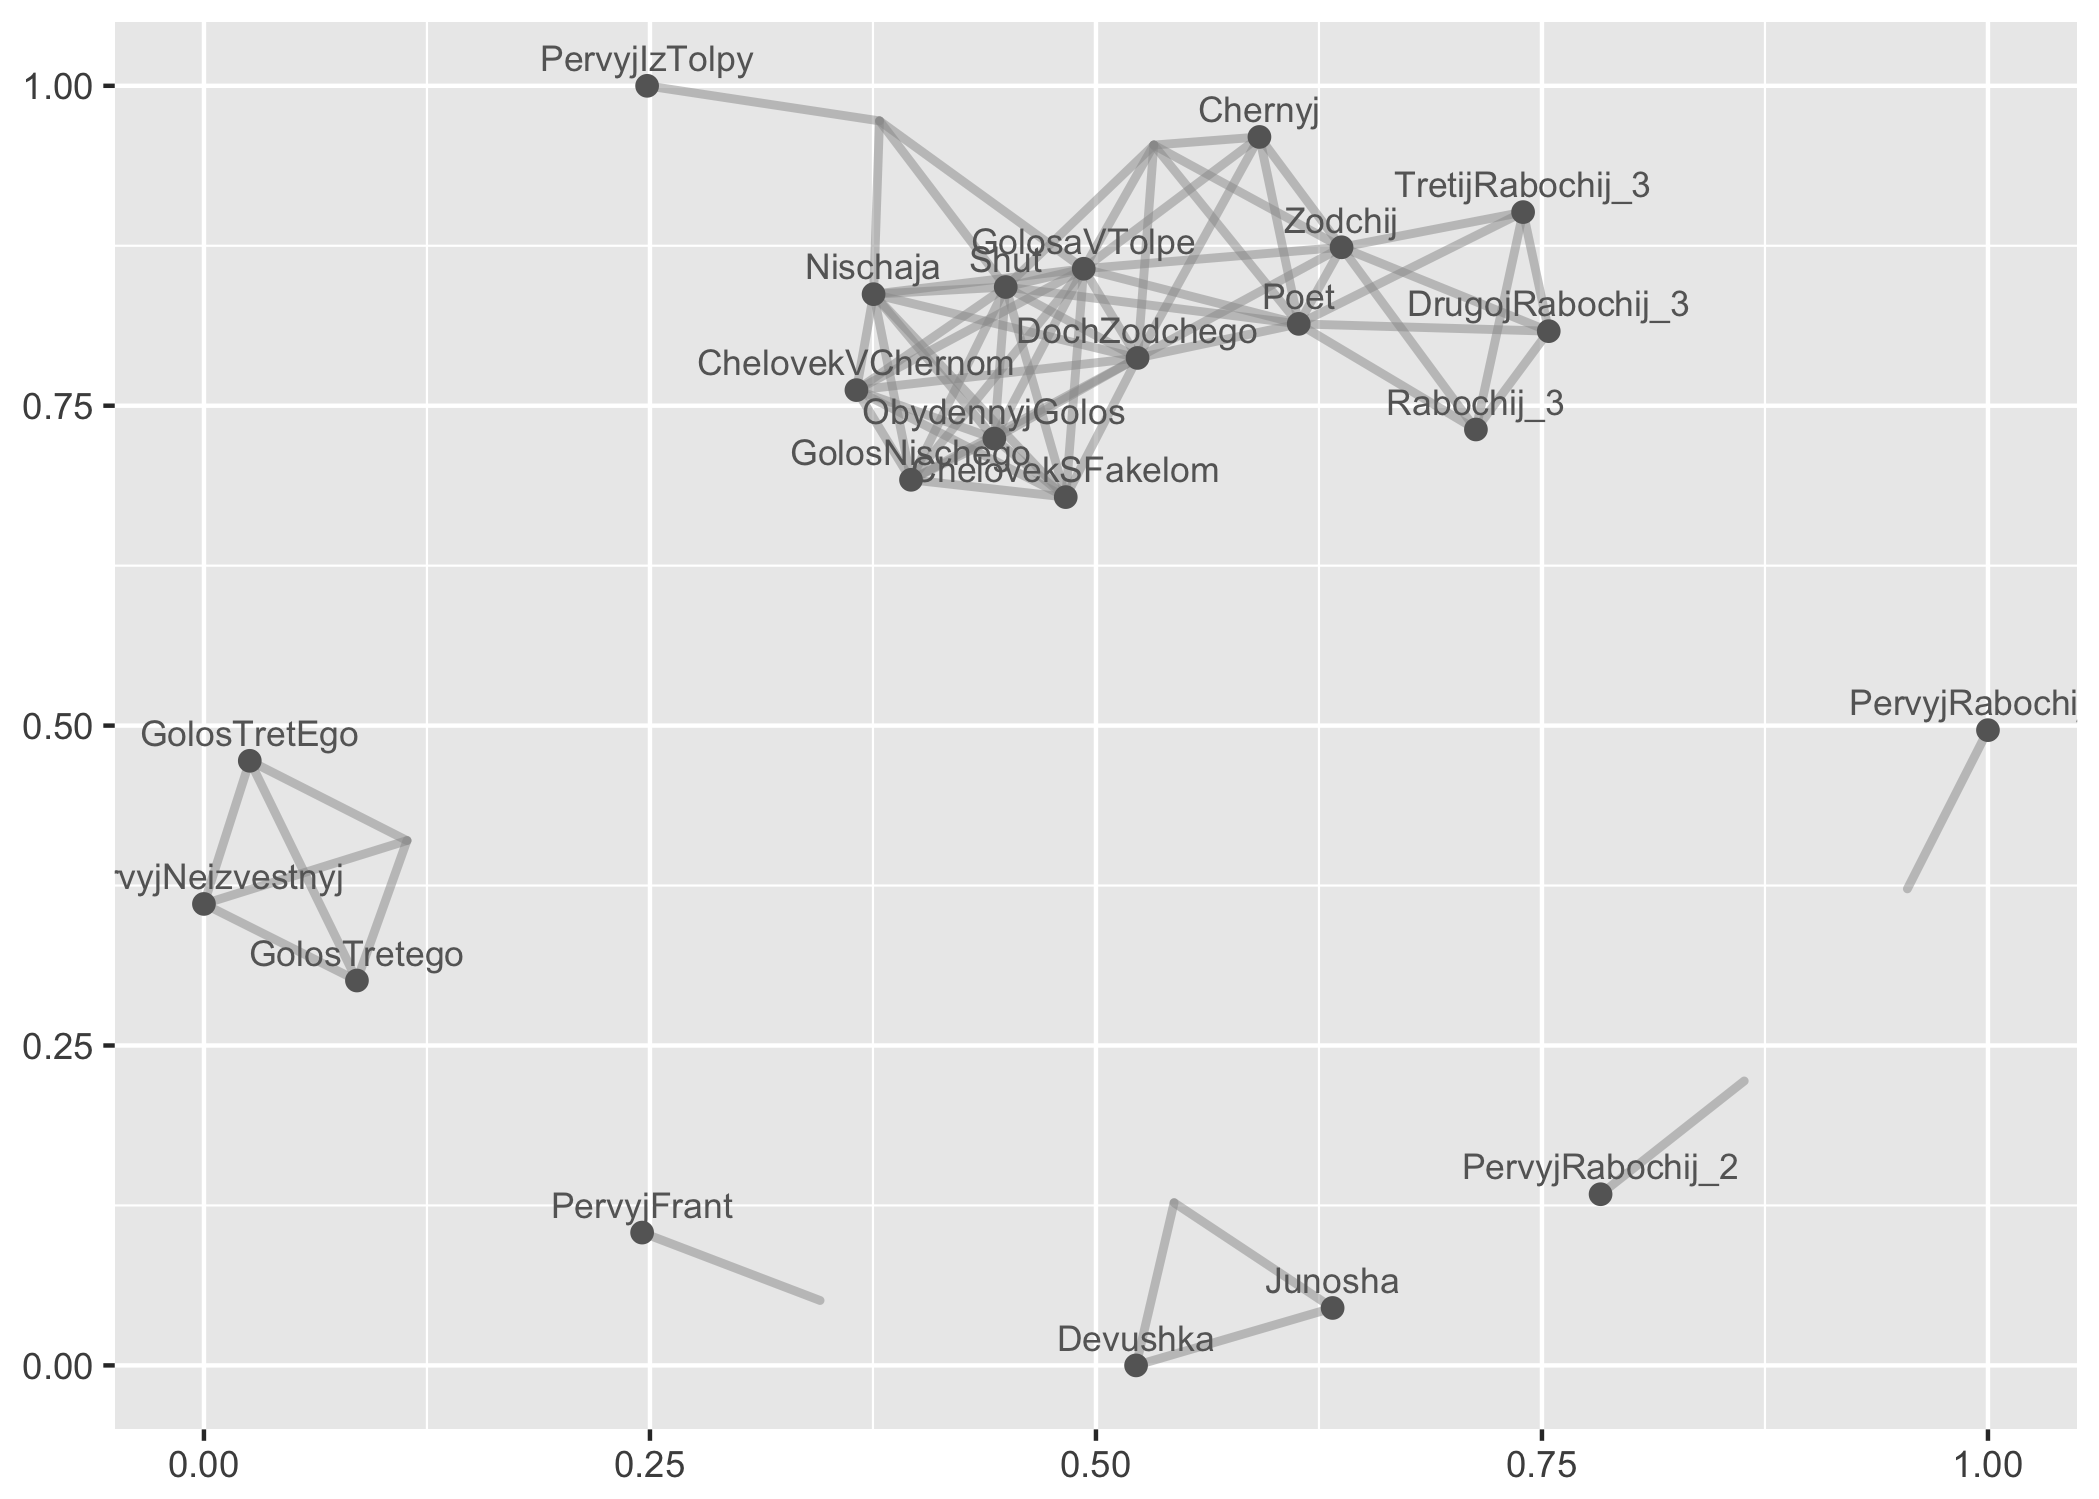 PervyjIzTolpy
1.00
Chernyj
TretijRabochij_3
Zodchij
GolosaVTolpe
Shut
Nischaja
Poet
DrugojRabochij_3
DochZodchego
ChelovekVChernom
0.75
Rabochij_3
ObydennyjGolos
GolosNischego
ChelovekSFakelom
PervyjRabochij
0.50
GolosTretEgo
rvyjNeizvestnyj
GolosTretego
0.25
PervyjRabochij_2
PervyjFrant
Junosha
Devushka
0.00
0.00 0.25 0.50 0.75 1.00